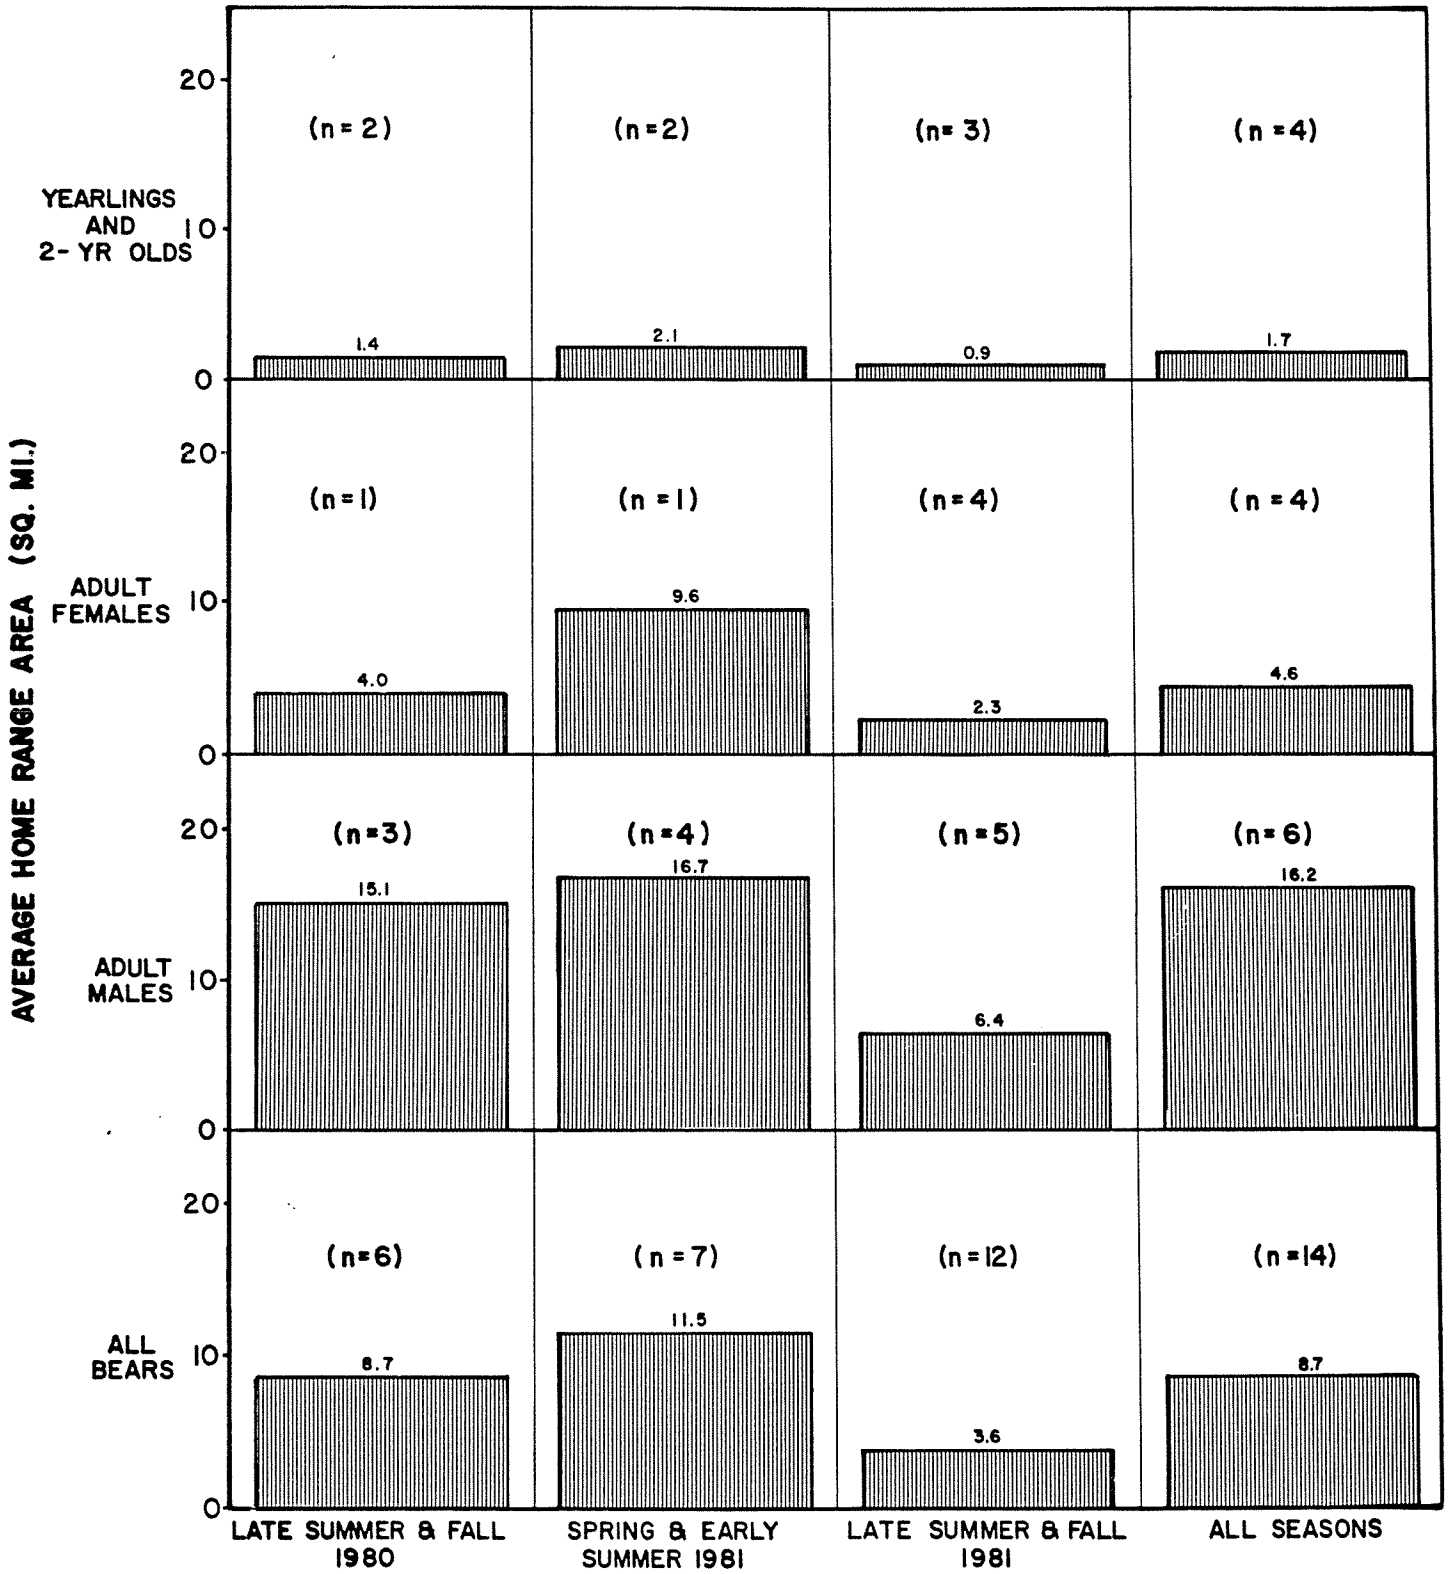 AVERAGE HOME RANGE AREA (SQ. MI.)
YEARLINGS
AND
2-YR OLDS
20
10
0
(n=2)
(n=2)
(n=3)
(n=4)
1.4
2.1
0.9
1.7
ADULT
FEMALES
20
10
0
(n=1)
(n=1)
(n=4)
(n=4)
4.0
9.6
2.3
4.6
ADULT
MALES
20
10
0
(n=3)
(n=4)
(n=5)
(n=6)
15.1
16.7
6.4
16.2
ALL
BEARS
20
10
0
(n=6)
(n=7)
(n=12)
(n=14)
8.7
11.5
3.6
8.7
LATE SUMMER & FALL
1980
SPRING & EARLY
SUMMER 1981
LATE SUMMER & FALL
1981
ALL SEASONS